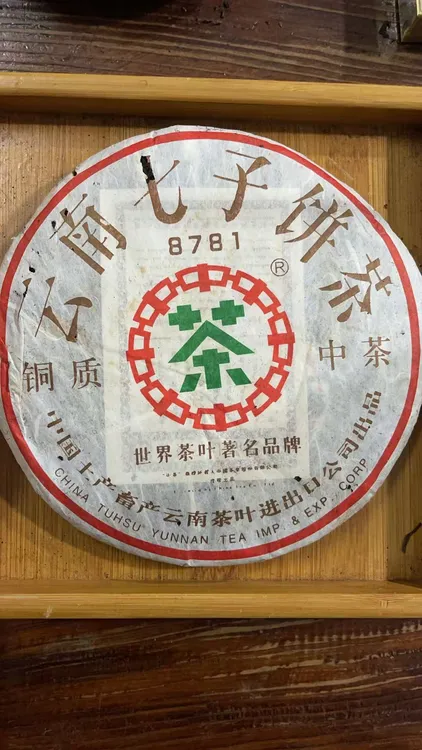 云南七子饼茶
8781
®
茶
铜质
中茶
世界茶叶著名品牌
中国土产畜产云南茶叶进出口公司出品
CHINA TUHSU YUNNAN TEA IMP. & EXP. CORP